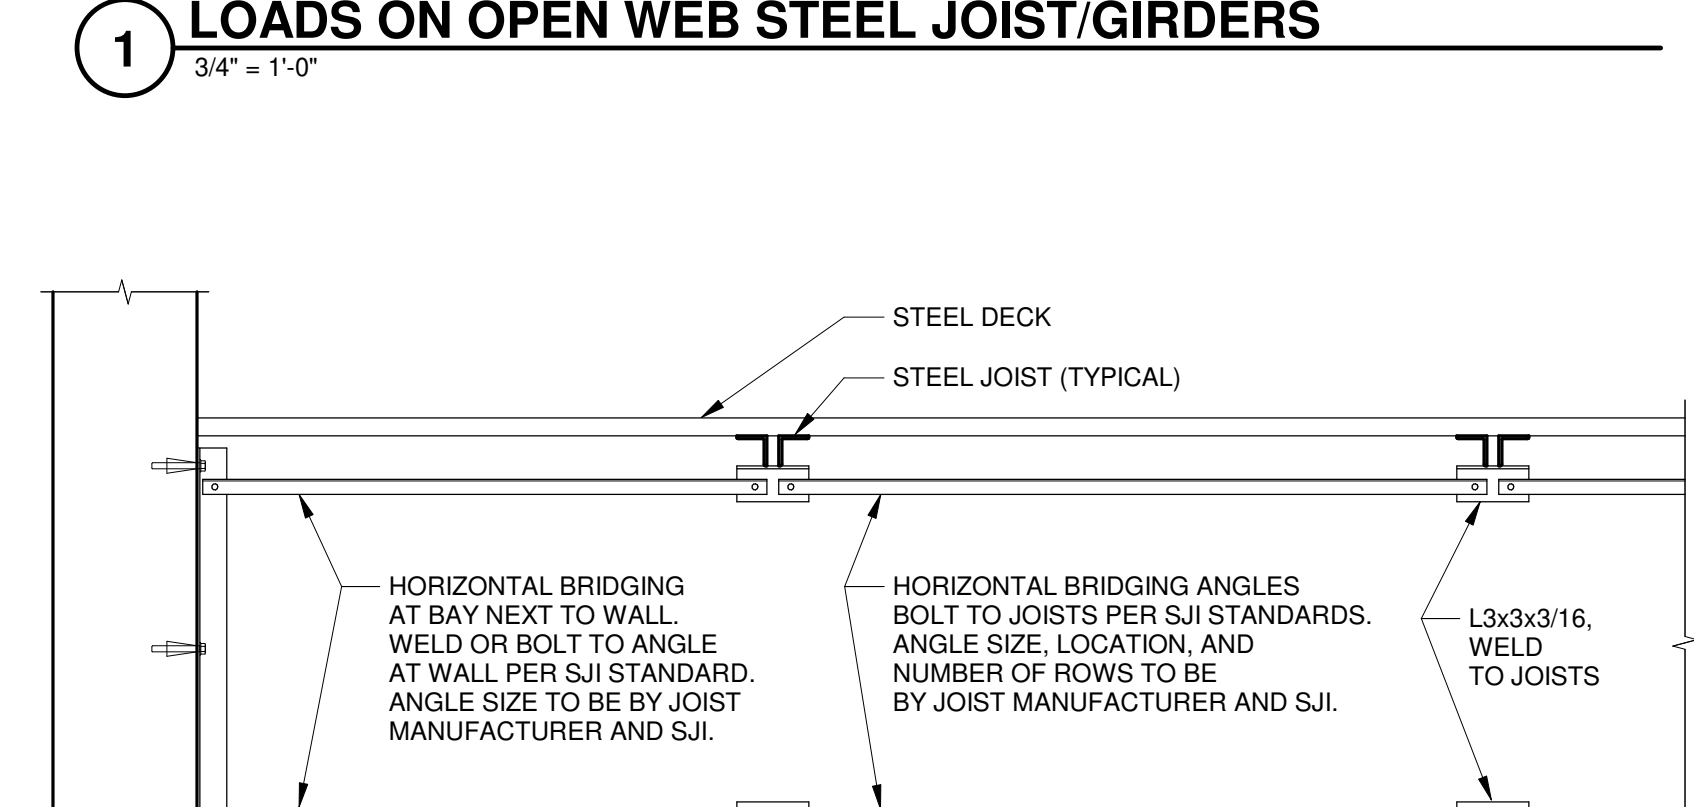 LOADS ON OPEN WEB STEEL JOIST/GIRDERS
1
3/4" = 1'-0"
STEEL DECK
STEEL JOIST (TYPICAL)
HORIZONTAL BRIDGING
AT BAY NEXT TO WALL.
WELD OR BOLT TO ANGLE
AT WALL PER SJI STANDARD.
ANGLE SIZE TO BE BY JOIST
MANUFACTURER AND SJI.
HORIZONTAL BRIDGING ANGLES
BOLT TO JOISTS PER SJI STANDARDS.
ANGLE SIZE, LOCATION, AND
NUMBER OF ROWS TO BE
BY JOIST MANUFACTURER AND SJI.
L3x3x3/16,
WELD
TO JOISTS